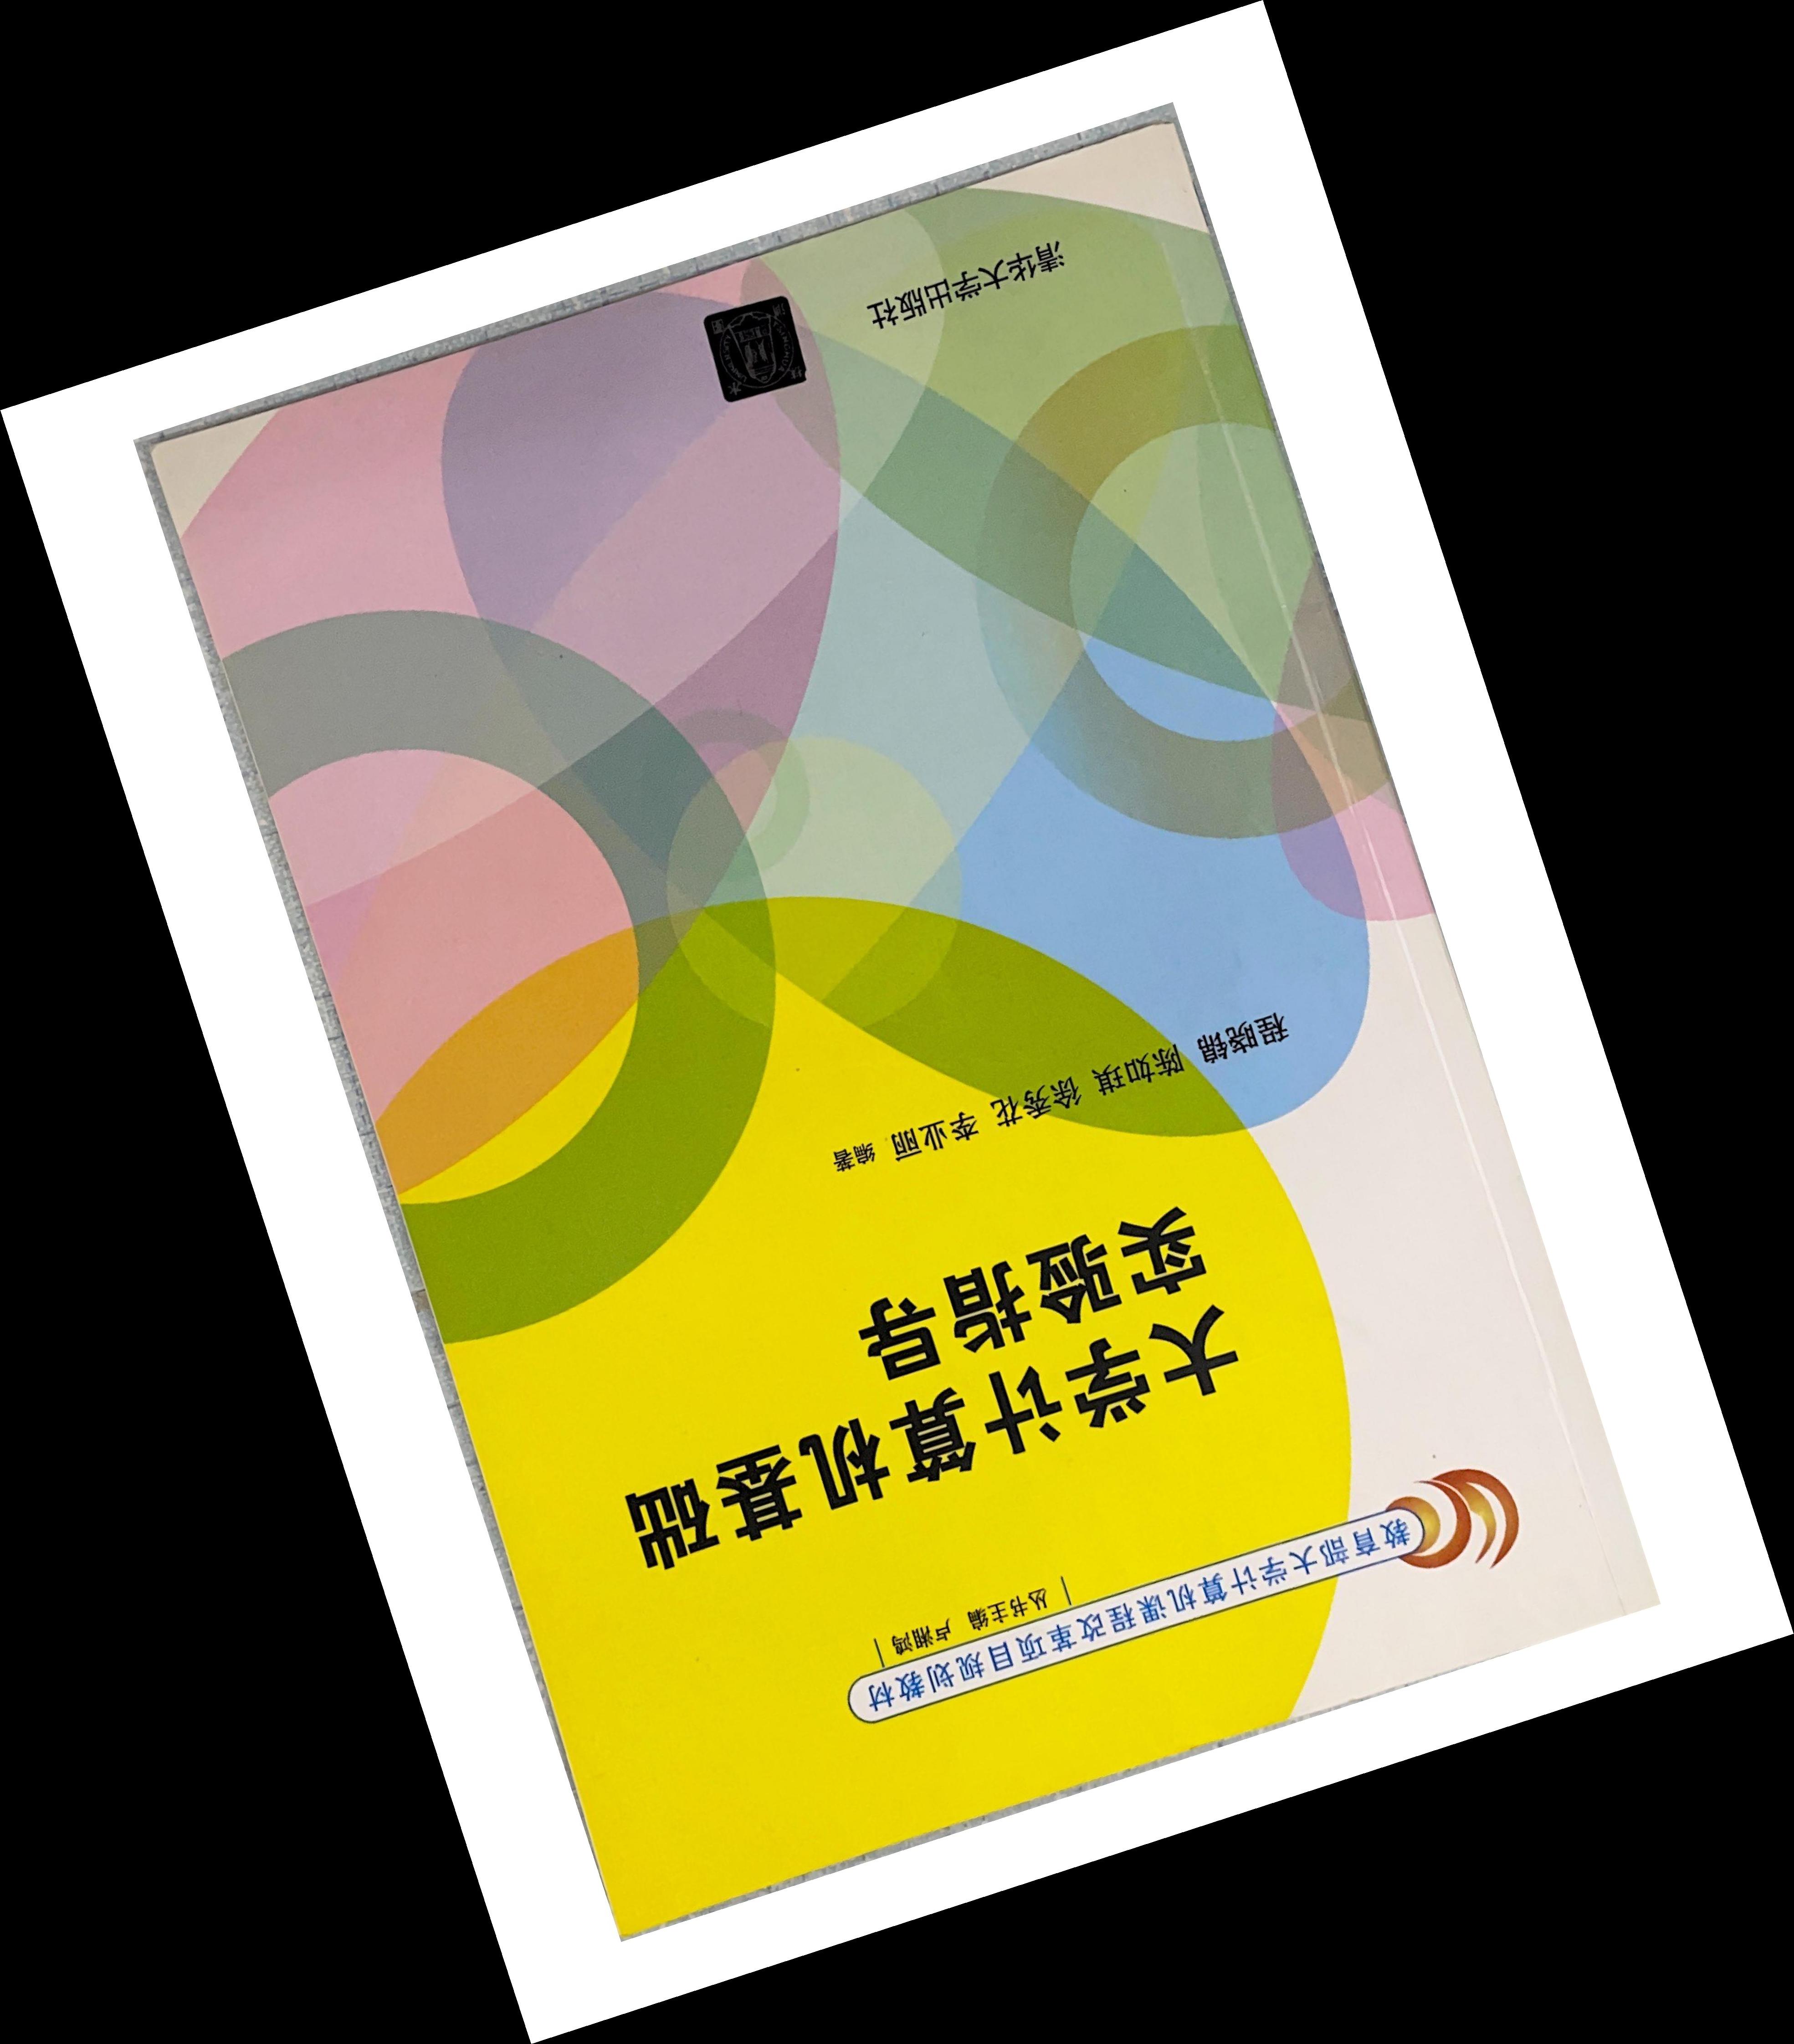 教育部大学计算机课程改革项目规划教材
丛书主编 卢湘鸿
大学计算机基础
实验指导
程晓锦 陈如琪 徐秀花 李业丽 编著
清华大学出版社